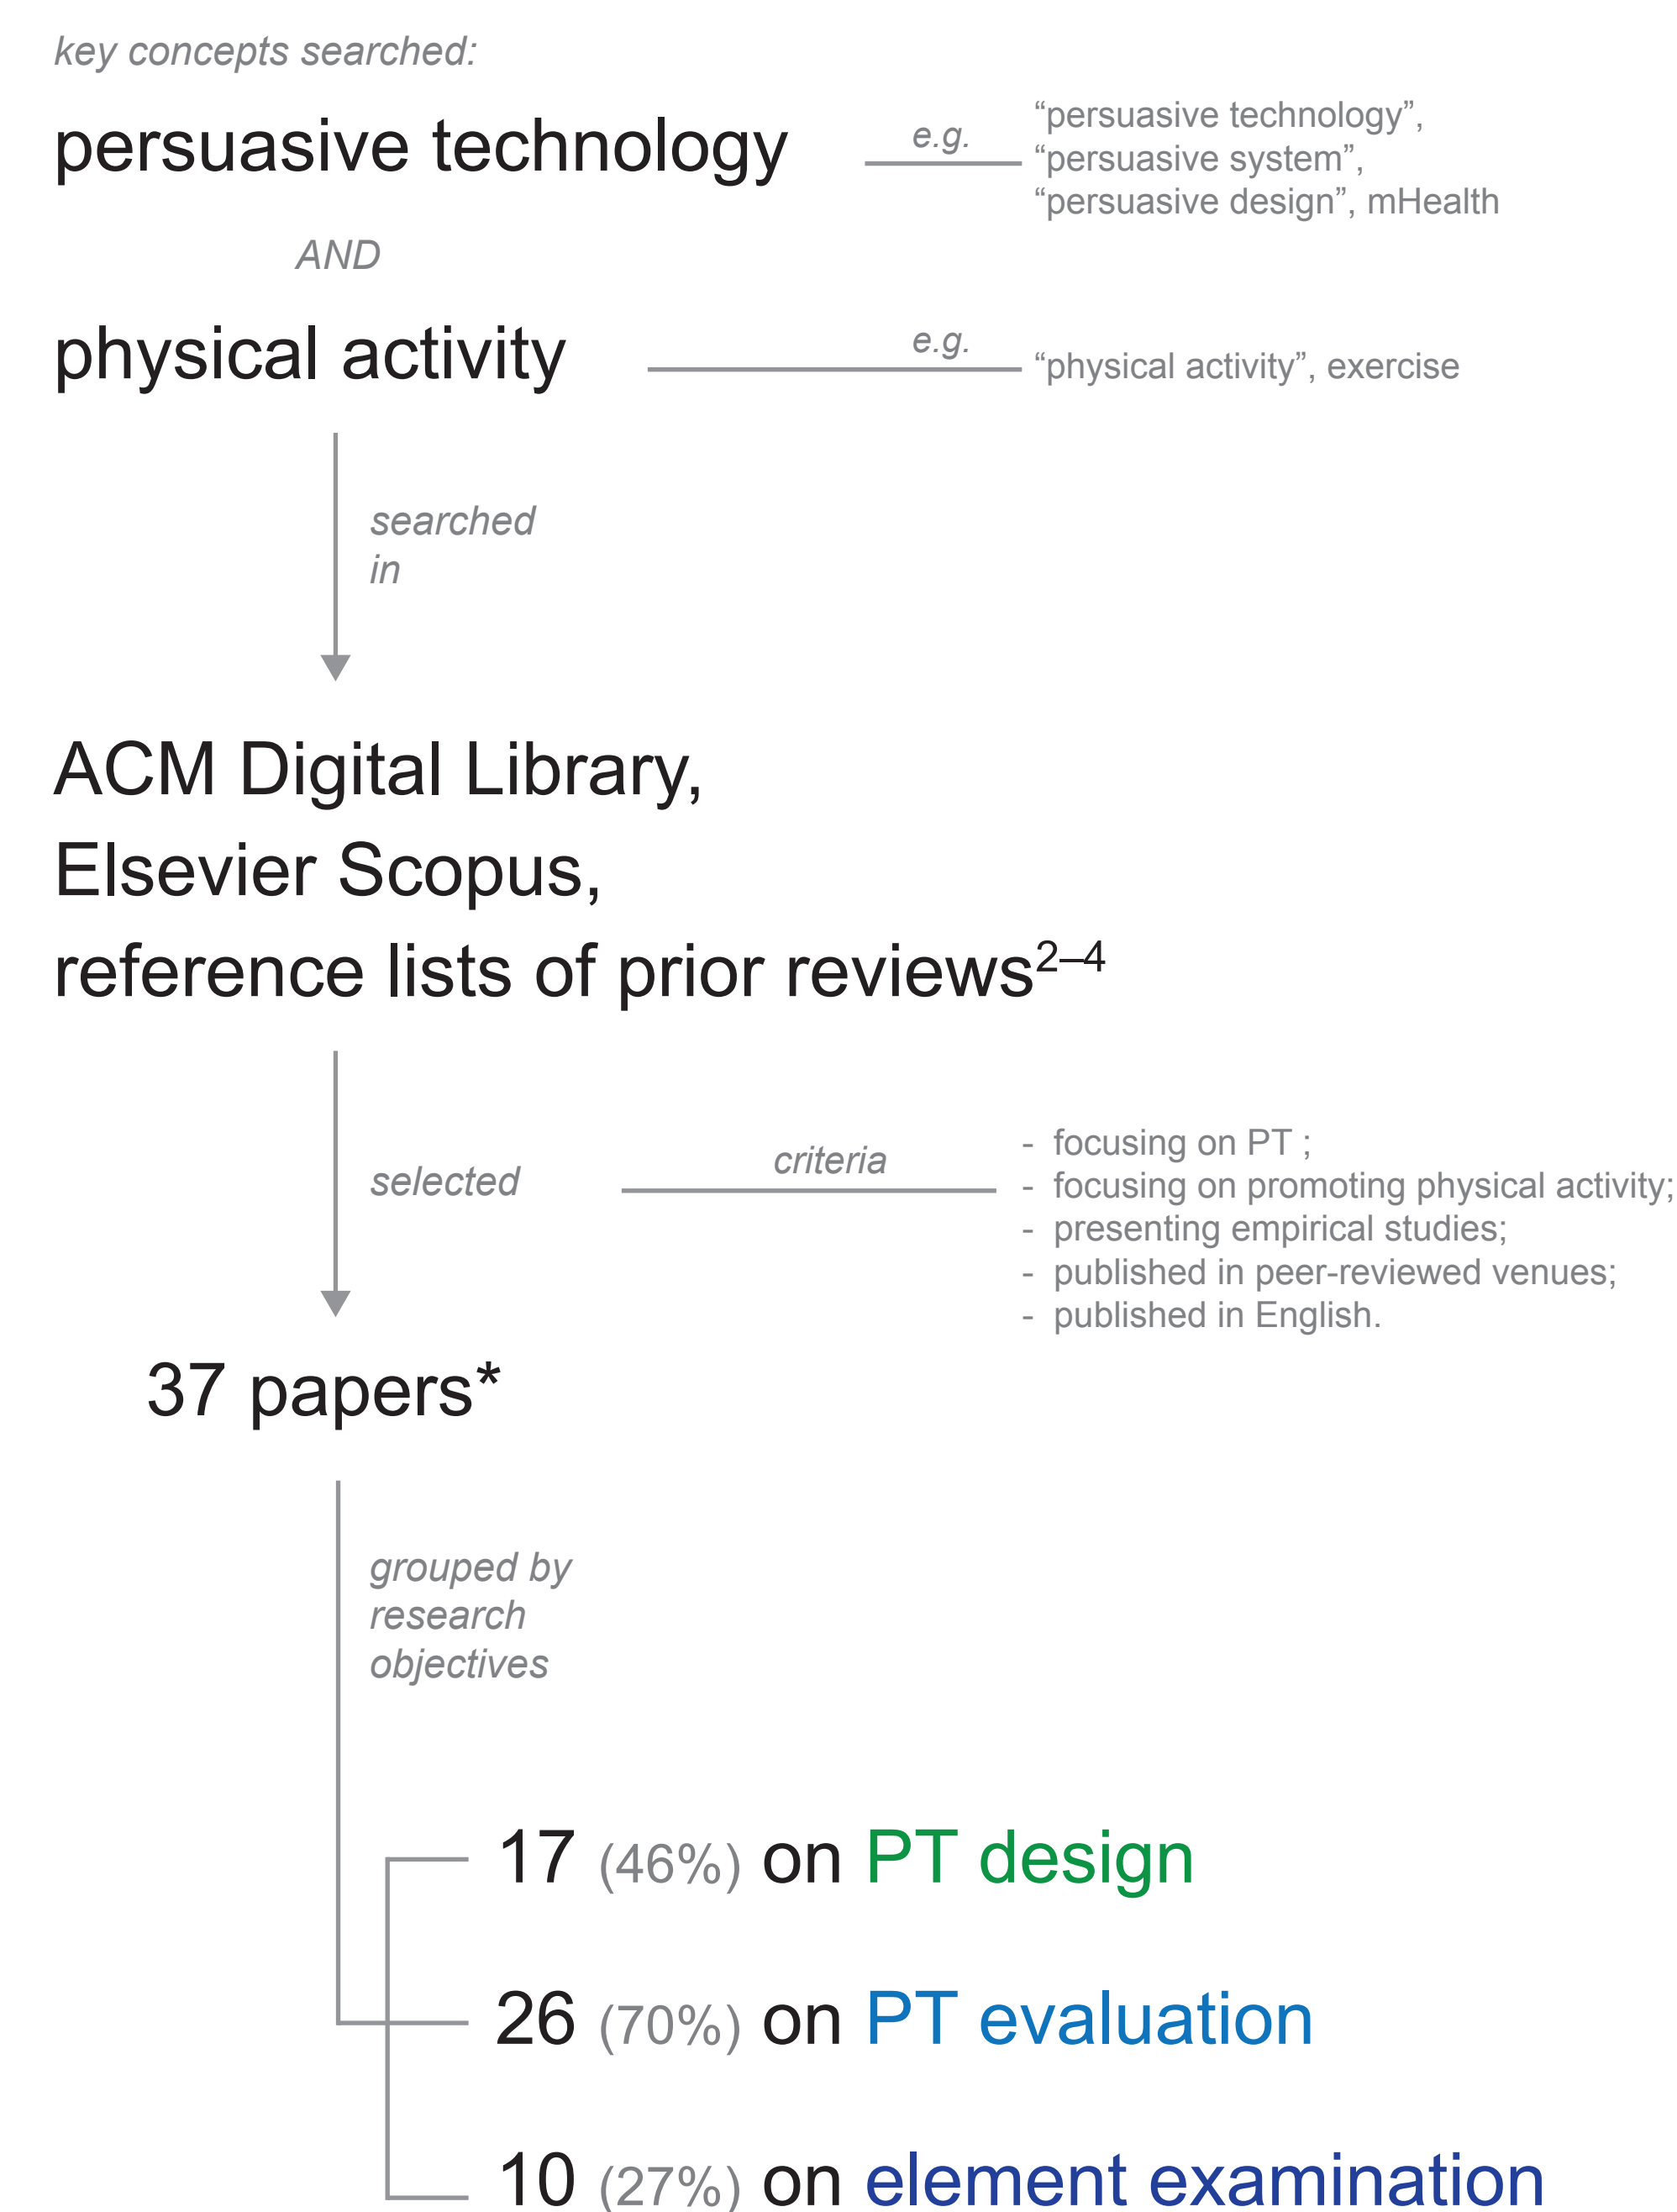 key concepts searched:
persuasive technology
e.g.
“persuasive technology”,
“persuasive system”,
“persuasive design”, mHealth
AND
physical activity
e.g.
“physical activity”, exercise
searched
in
ACM Digital Library,
Elsevier Scopus,
reference lists of prior reviews2–4
selected
criteria
- focusing on PT ;
- focusing on promoting physical activity;
- presenting empirical studies;
- published in peer-reviewed venues;
- published in English.
37 papers*
grouped by
research
objectives
17 (46%) on PT design
26 (70%) on PT evaluation
10 (27%) on element examination